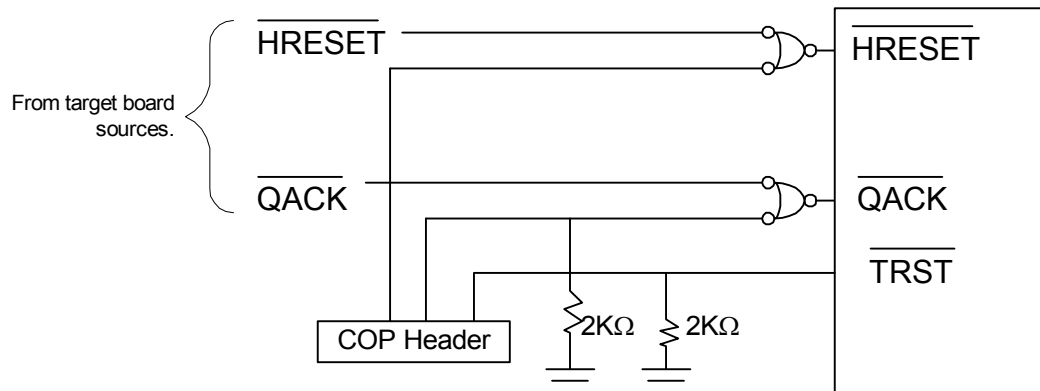 HRESET
HRESET
From target board
sources.
QACK
QACK
TRST
2KΩ
2KΩ
COP Header